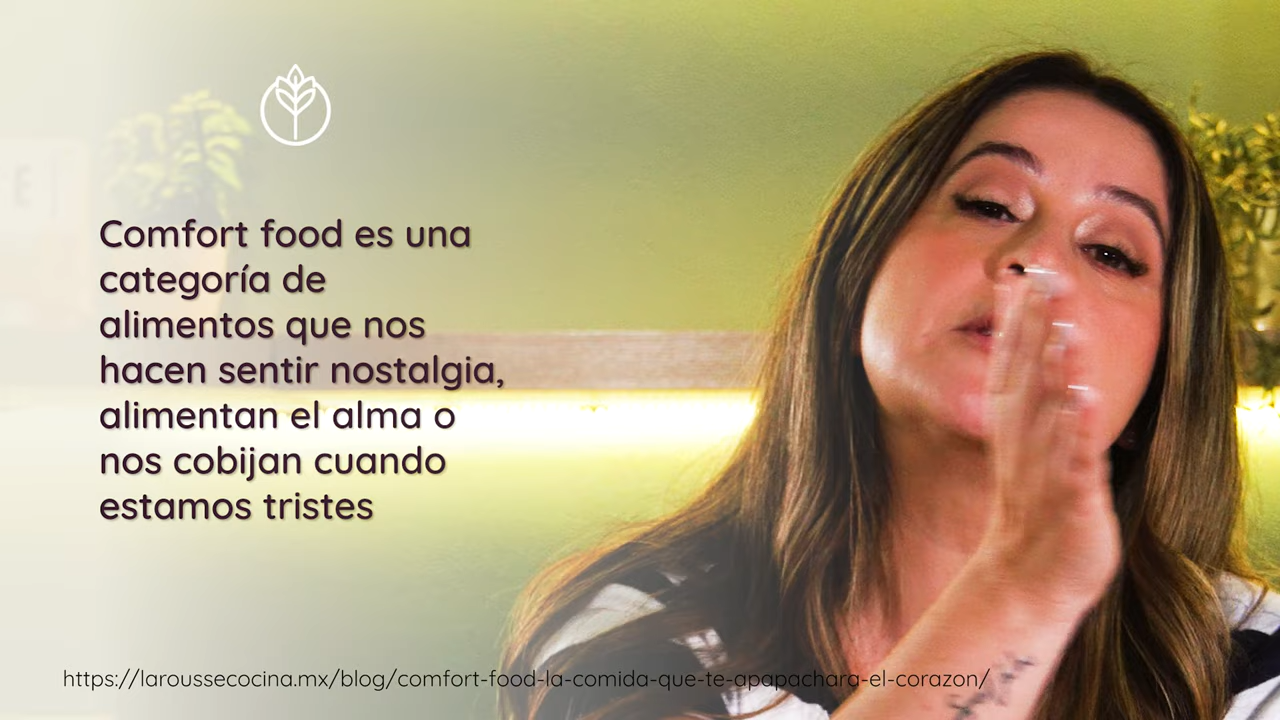 Comfort food es una
categoría de
alimentos que nos
hacen sentir nostalgia,
alimentan el alma o
nos cobijan cuando
estamos tristes
https://laroussecocina.mx/blog/comfort-food-la-comida-que-te-apapachara-el-corazon/